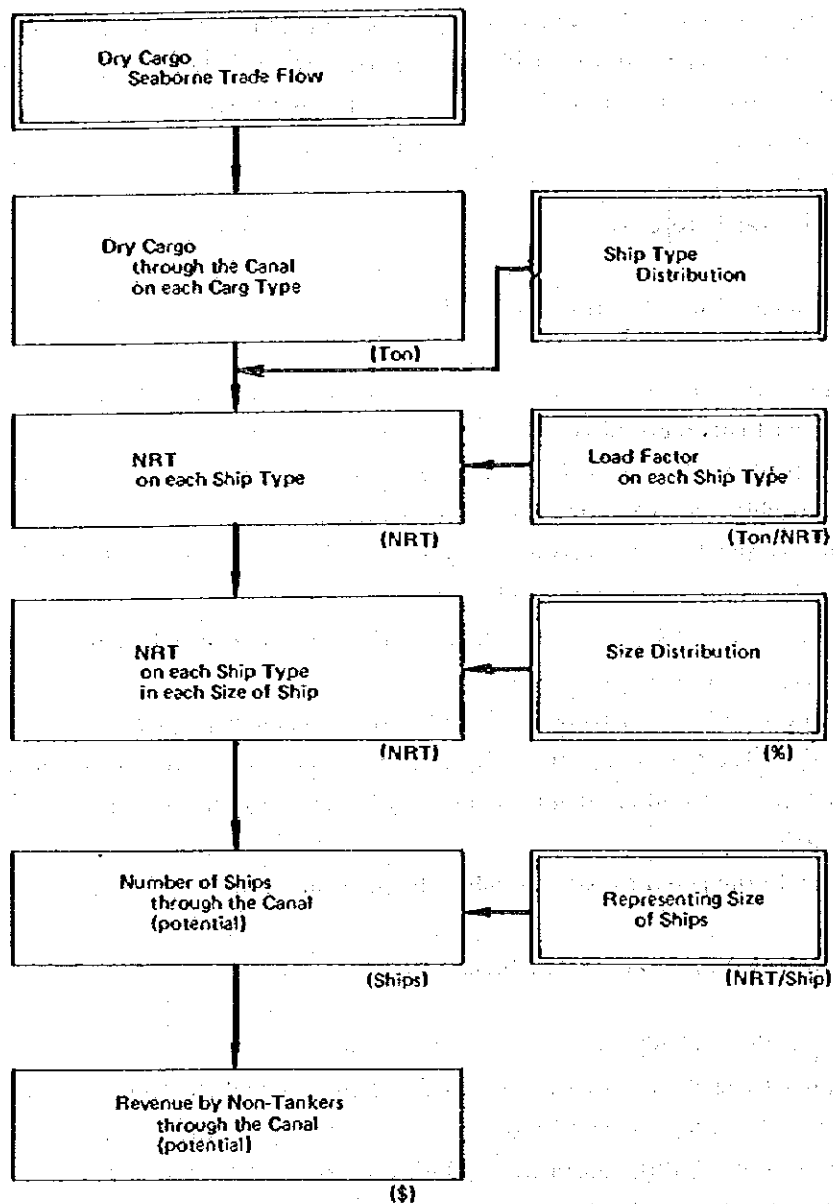 Dry Cargo
Seaborne Trade Flow
Dry Cargo
through the Canal
on each Carg Type
(Ton)
Ship Type
Distribution
NRT
on each Ship Type
(NRT)
Load Factor
on each Ship Type
(Ton/NRT)
NRT
on each Ship Type
in each Size of Ship
(NRT)
Size Distribution
(%)
Number of Ships
through the Canal
(potential)
(Ships)
Representing Size
of Ships
(NRT/Ship)
Revenue by Non-Tankers
through the Canal
(potential)
($)